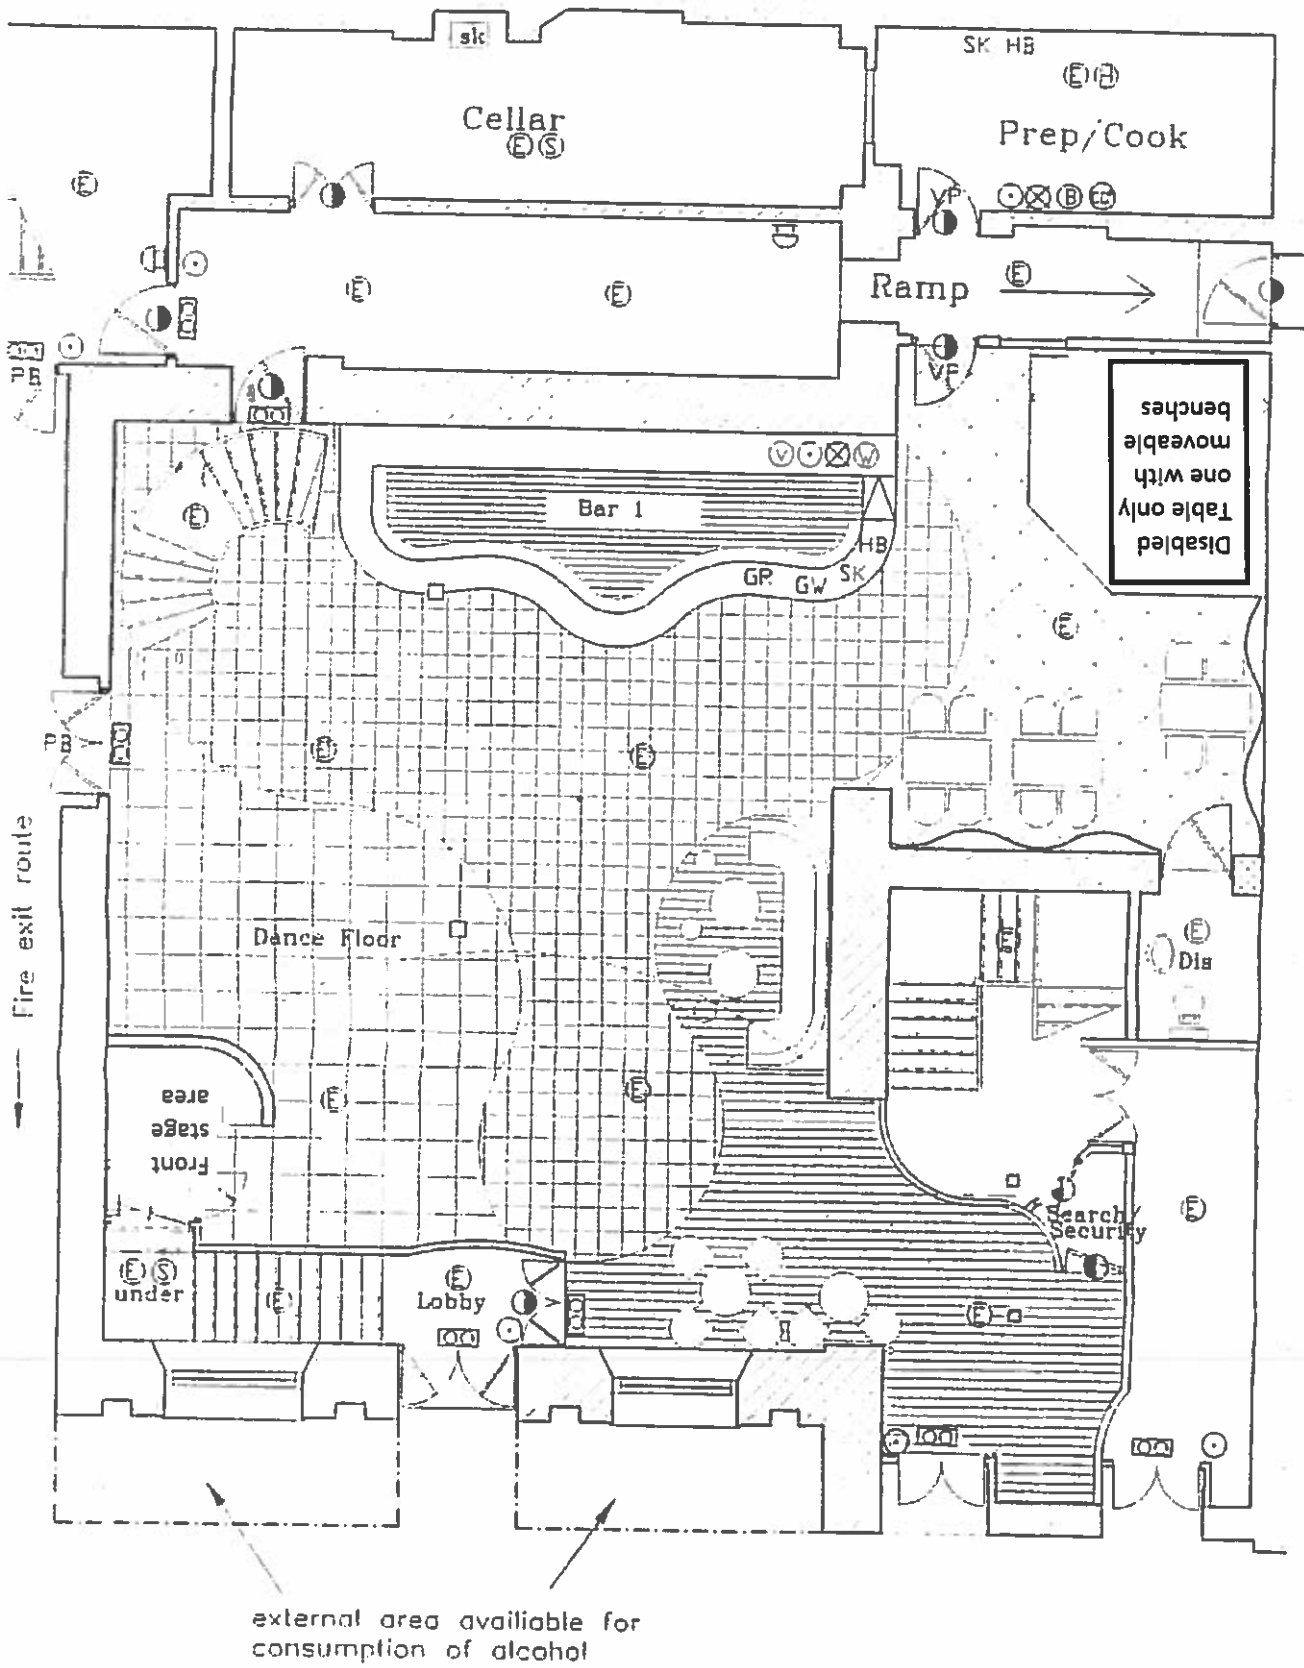 sk
SK HB
Ⓔ Ⓗ
Cellar
Prep/Cook
Ⓔ Ⓢ
Ⓔ
VP
Ⓑ
Ⓔ
Ⓔ
Ⓔ
Ramp
PB
VP
Disabled
Table only
one with
moveable
benches
Ⓥ Ⓦ
Bar 1
Ⓔ
HB
GR GW SK
Ⓔ
Ⓔ
Ⓔ
Fire exit route
Dance Floor
Ⓔ
Ⓔ
Dis
Ⓔ
Ⓔ
Front
stage
area
Search/
Security
Ⓔ
Ⓔ Ⓢ
under
Ⓔ
Ⓔ
Lobby
Ⓔ
external area availiable for
consumption of alcohol